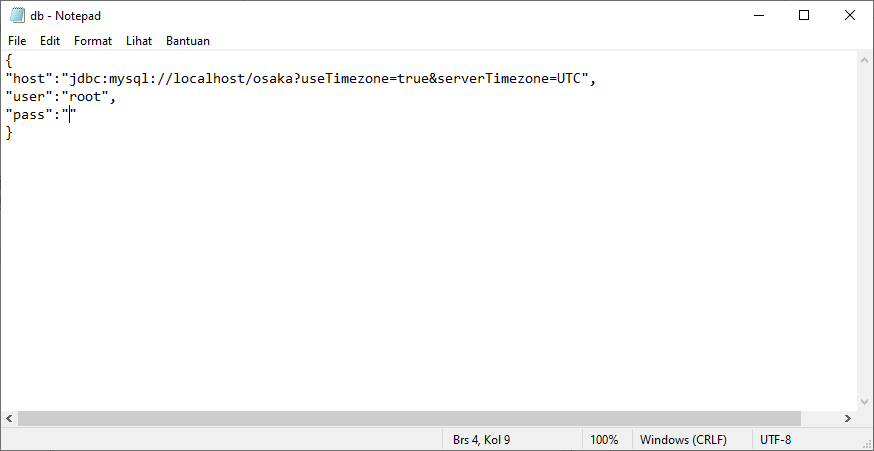 db - Notepad
File Edit Format Lihat Bantuan
{
"host":"jdbc:mysql://localhost/osaka?useTimezone=true&serverTimezone=UTC",
"user":"root",
"pass":""
}
Brs 4, Kol 9 100% Windows (CRLF) UTF-8